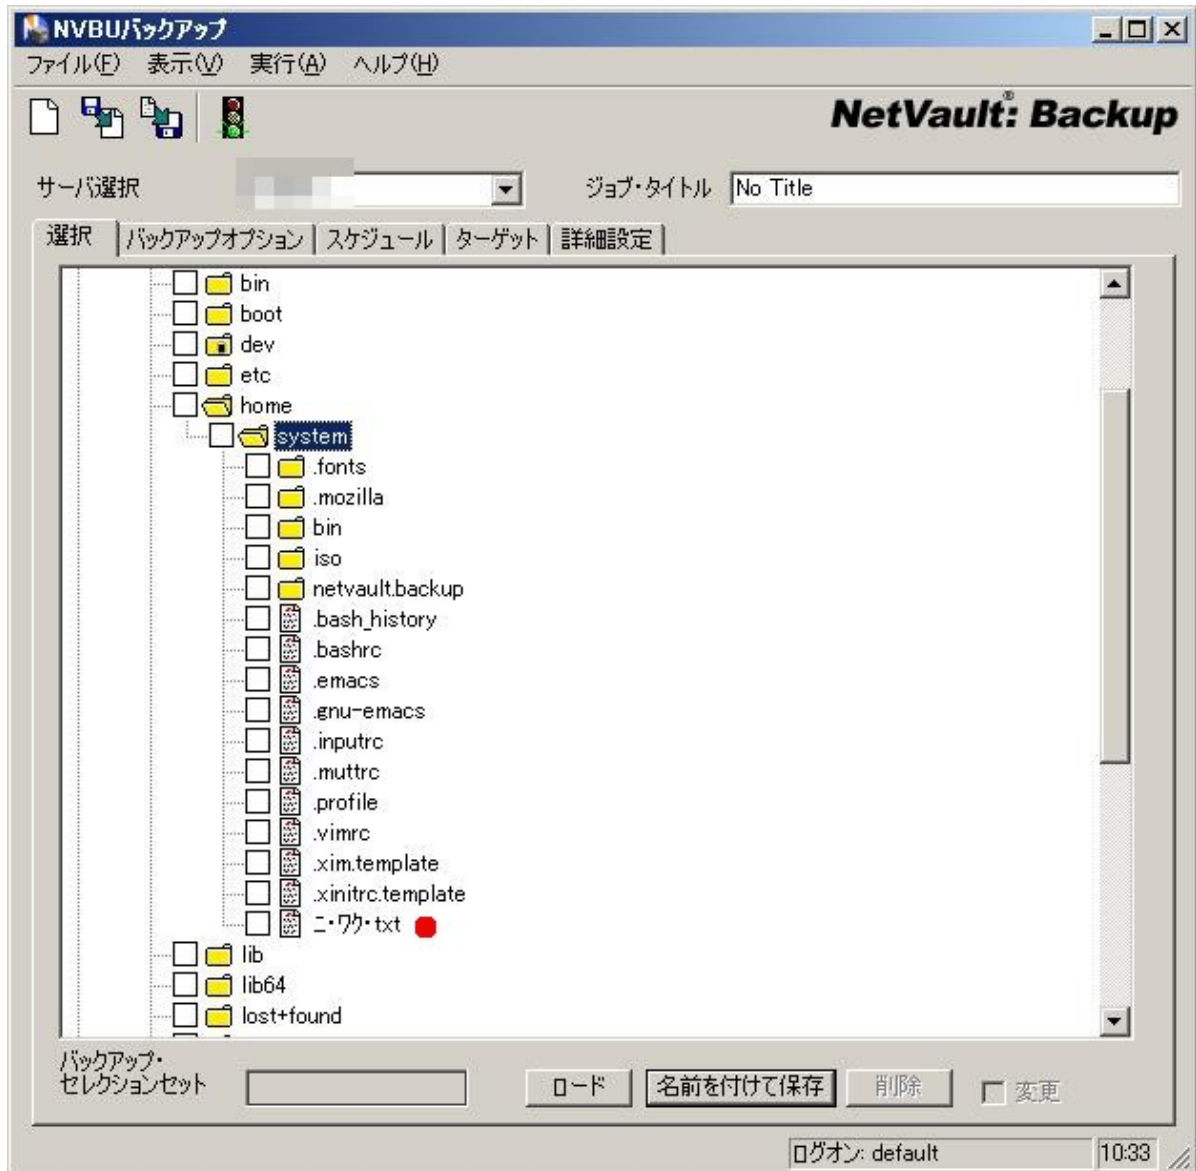 NVBUバックアップ
ファイル(F) 表示(V) 実行(A) ヘルプ(H)
NetVault: Backup
サーバ選択 ジョブ・タイトル No Title
選択 バックアップオプション スケジュール ターゲット 詳細設定
bin
boot
dev
etc
home
system
.fonts
.mozilla
bin
iso
netvault.backup
.bash_history
.bashrc
.emacs
.gnu-emacs
.inputrc
.muttrc
.profile
.vimrc
.xim.template
.xinitrc.template
ニ・ワク・txt
lib
lib64
lost+found
バックアップ・
セレクションセット ロード 名前を付けて保存 削除 変更
ログオン: default 10:33